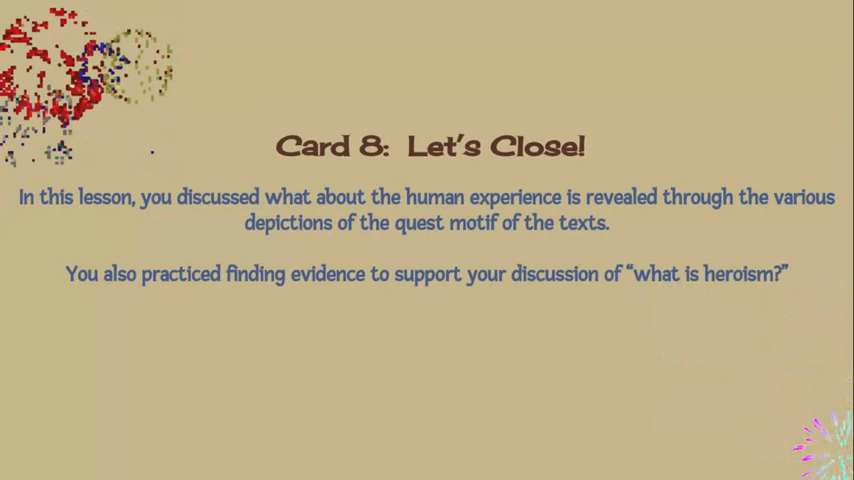 Card 8:  Let's Close!
In this lesson, you discussed what about the human experience is revealed through the various
depictions of the quest motif of the texts.
You also practiced finding evidence to support your discussion of “what is heroism?”